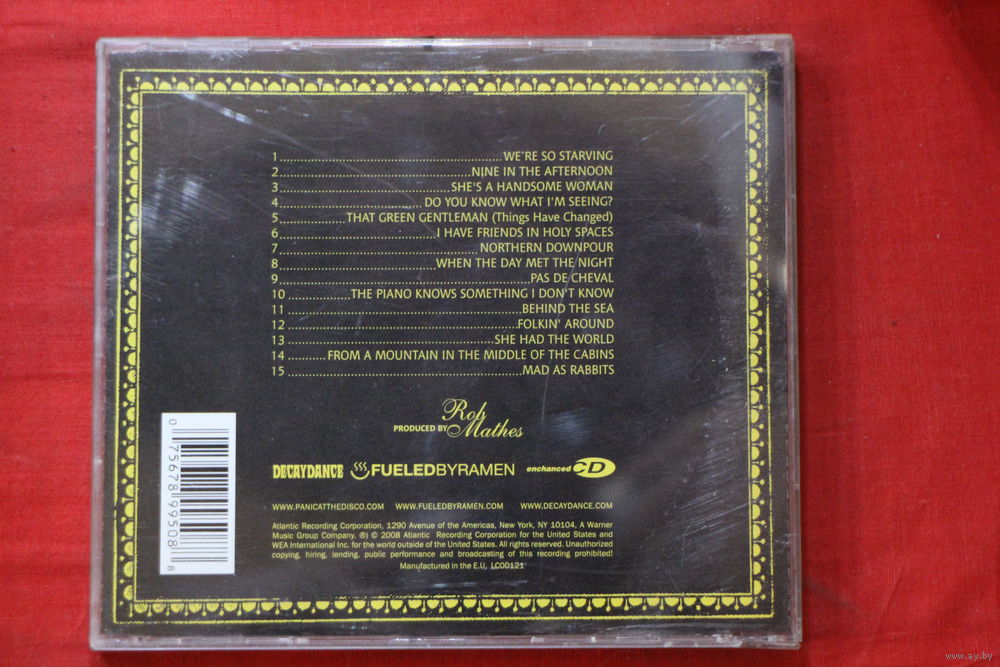 1 WE'RE SO STARVING
2 NINE IN THE AFTERNOON
3 SHE'S A HANDSOME WOMAN
4 DO YOU KNOW WHAT I'M SEEING?
5 THAT GREEN GENTLEMAN (Things Have Changed)
6 I HAVE FRIENDS IN HOLY SPACES
7 NORTHERN DOWNPOUR
8 WHEN THE DAY MET THE NIGHT
9 PAS DE CHEVAL
10 THE PIANO KNOWS SOMETHING I DON'T KNOW
11 BEHIND THE SEA
12 FOLKIN' AROUND
13 SHE HAD THE WORLD
14 FROM A MOUNTAIN IN THE MIDDLE OF THE CABINS
15 MAD AS RABBITS
PRODUCED BY Rob Mathes
DECAYDANCE FUELEDBYRAMEN enchanced CD
WWW.PANICATTHEDISCO.COM WWW.FUELEDBYRAMEN.COM WWW.DECAYDANCE.COM
Atlantic Recording Corporation, 1290 Avenue of the Americas, New York, NY 10104, A Warner
Music Group Company. ℗) © 2008 Atlantic Recording Corporation for the United States and
WEA International Inc. for the world outside of the United States. All rights reserved. Unauthorized
copying, hiring, lending, public performance and broadcasting of this recording prohibited!
Manufactured in the E.U, LC00121
0 75678 99508 8
www.ay.by